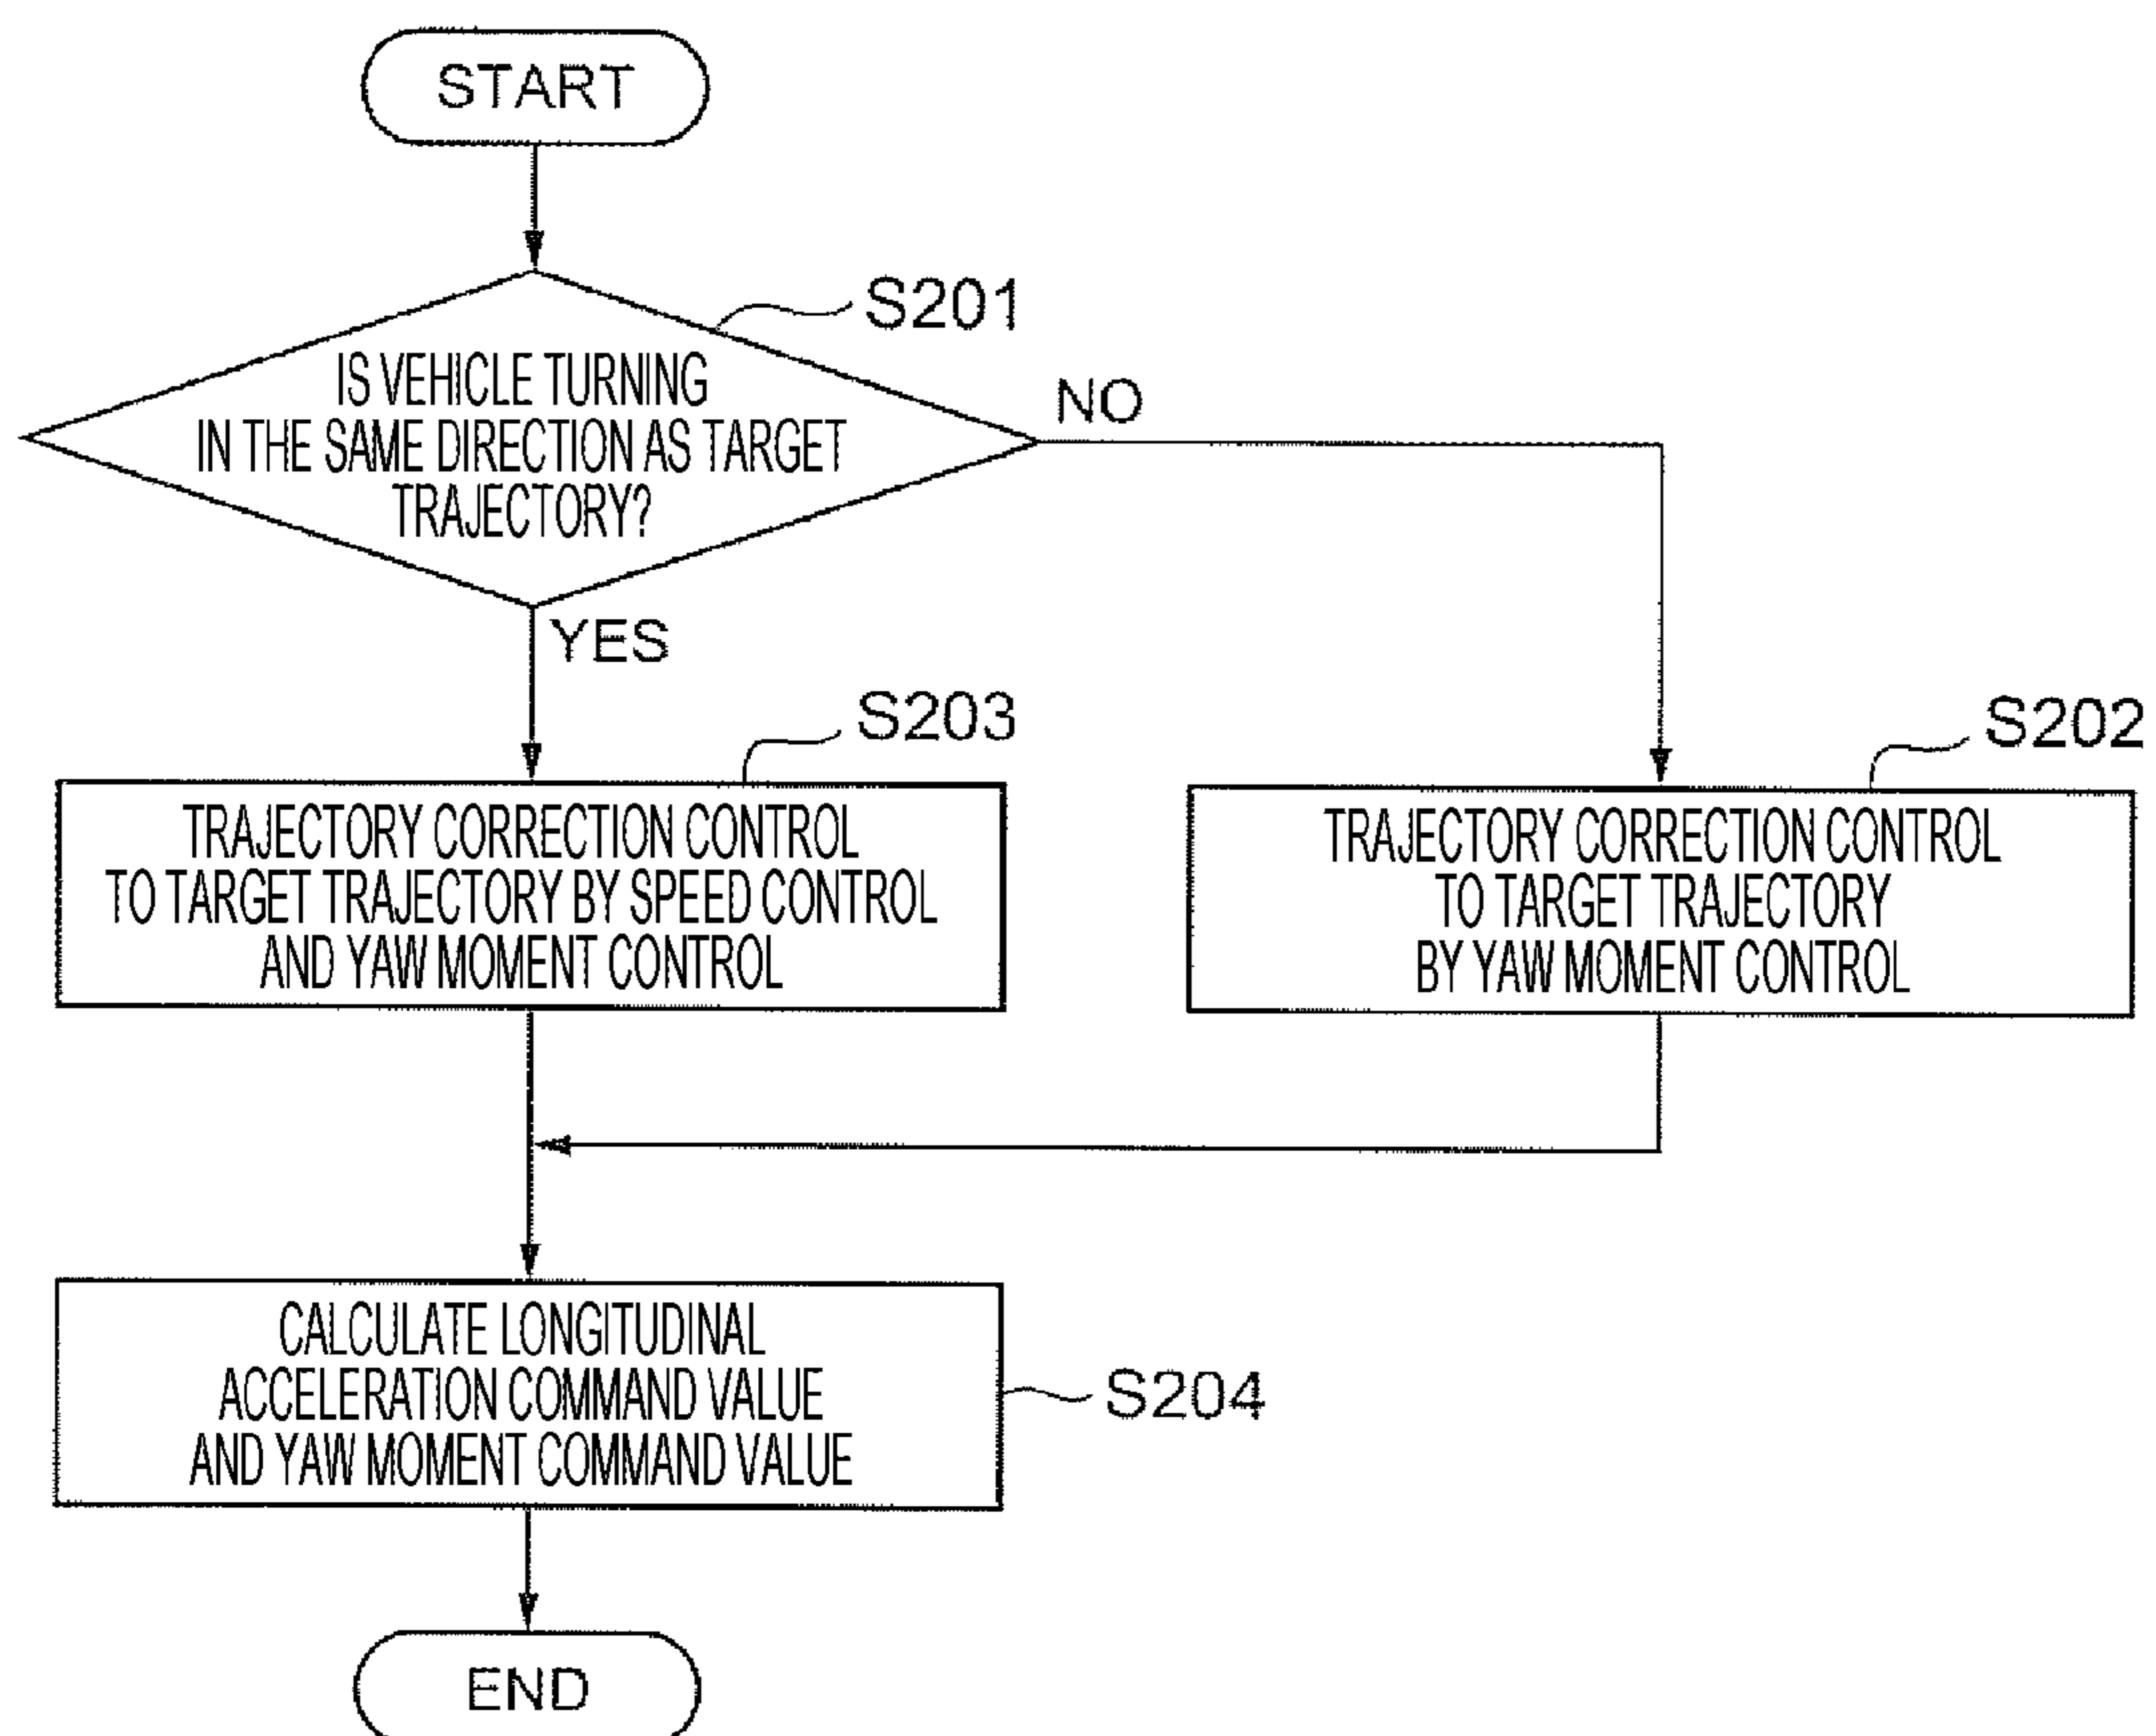 START
S201
IS VEHICLE TURNING
IN THE SAME DIRECTION AS TARGET
TRAJECTORY?
NO
YES
S203
TRAJECTORY CORRECTION CONTROL
TO TARGET TRAJECTORY BY SPEED CONTROL
AND YAW MOMENT CONTROL
S202
TRAJECTORY CORRECTION CONTROL
TO TARGET TRAJECTORY
BY YAW MOMENT CONTROL
CALCULATE LONGITUDINAL
ACCELERATION COMMAND VALUE
AND YAW MOMENT COMMAND VALUE
S204
END